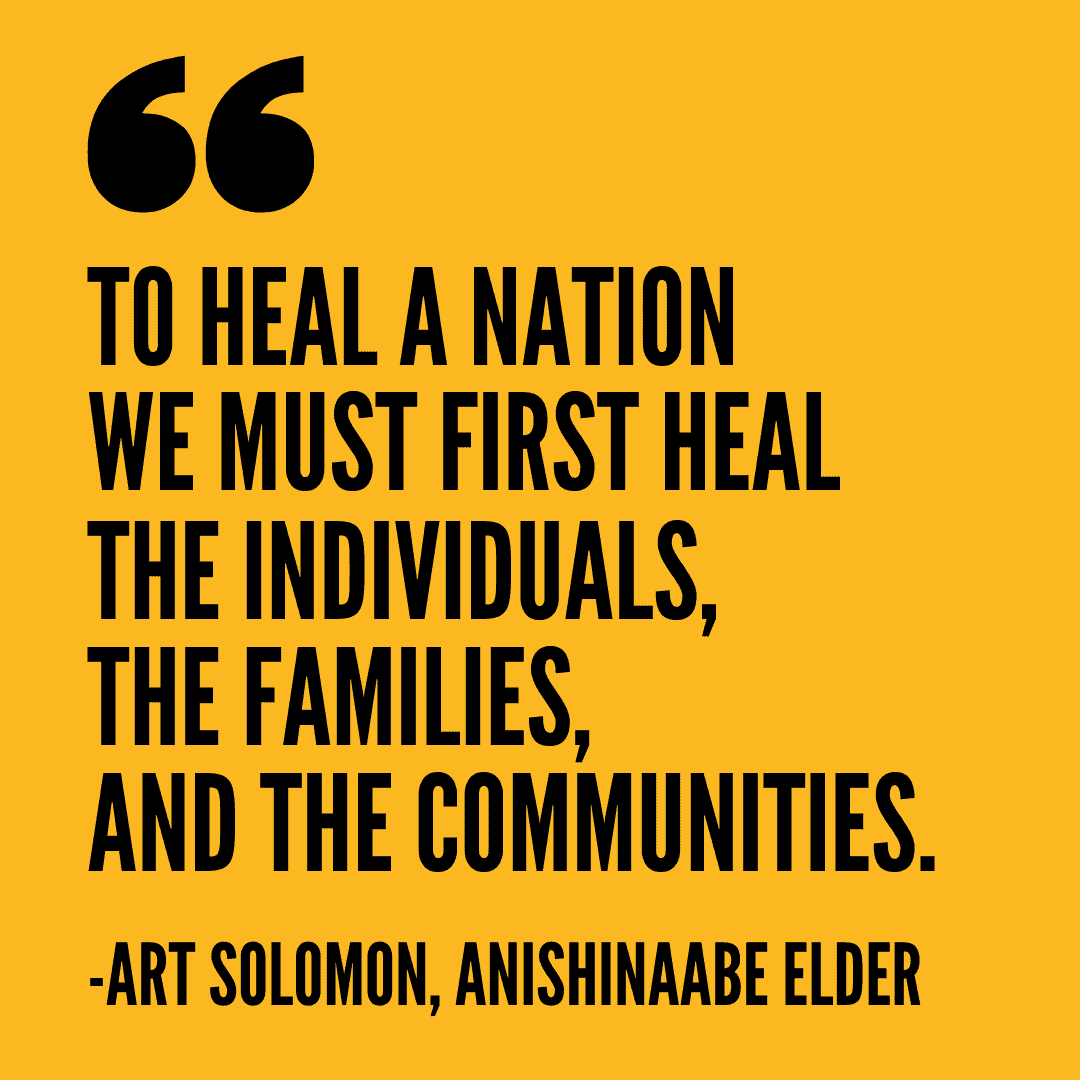 “
TO HEAL A NATION
WE MUST FIRST HEAL
THE INDIVIDUALS,
THE FAMILIES,
AND THE COMMUNITIES.
-ART SOLOMON, ANISHINAABE ELDER